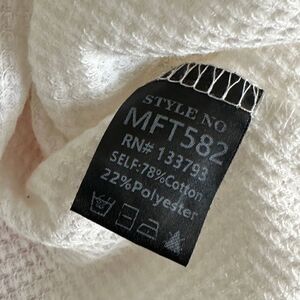 STYLE NO
MFT582
RN# 133793
SELF:78%Cotton
22%Polyester